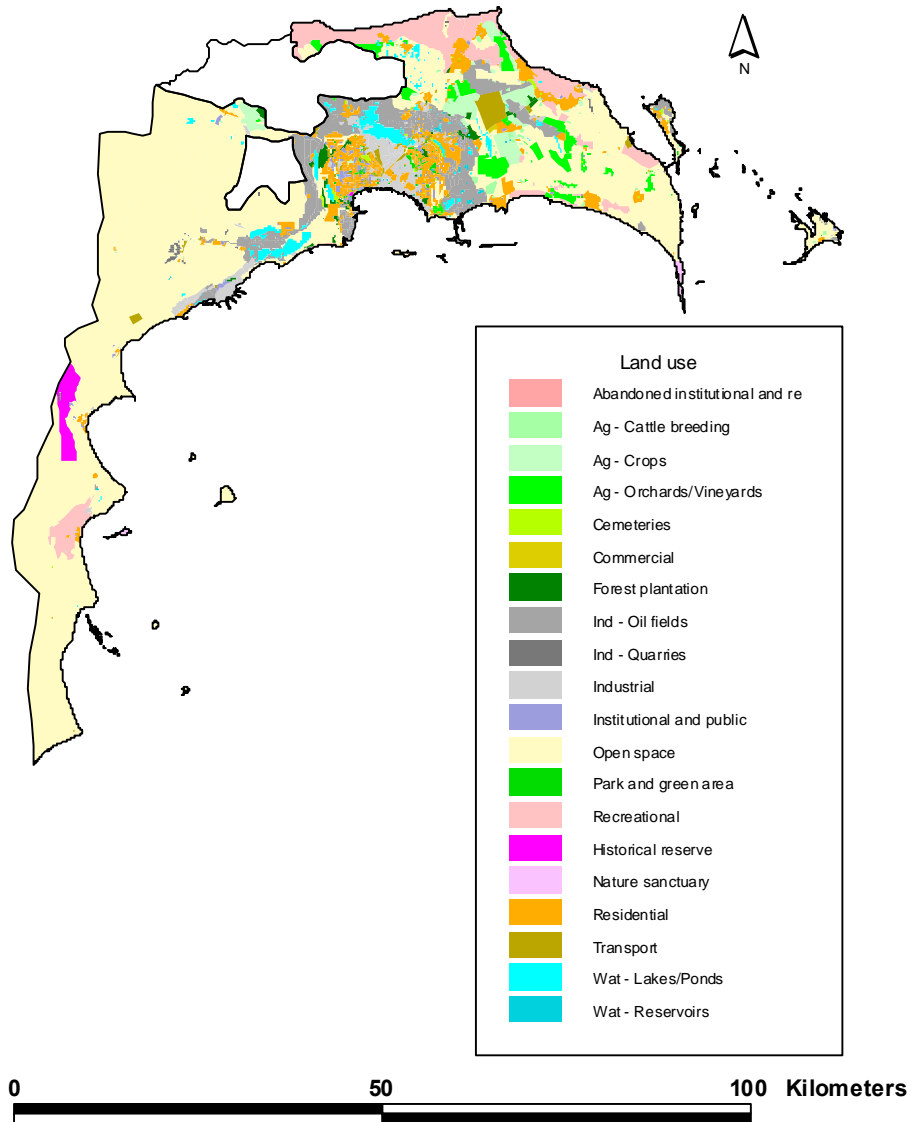 N
Land use
Abandoned institutional and re
Ag - Cattle breeding
Ag - Crops
Ag - Orchards/Vineyards
Cemeteries
Commercial
Forest plantation
Ind - Oil fields
Ind - Quarries
Industrial
Institutional and public
Open space
Park and green area
Recreational
Historical reserve
Nature sanctuary
Residential
Transport
Wat - Lakes/Ponds
Wat - Reservoirs
0 50 100 Kilometers